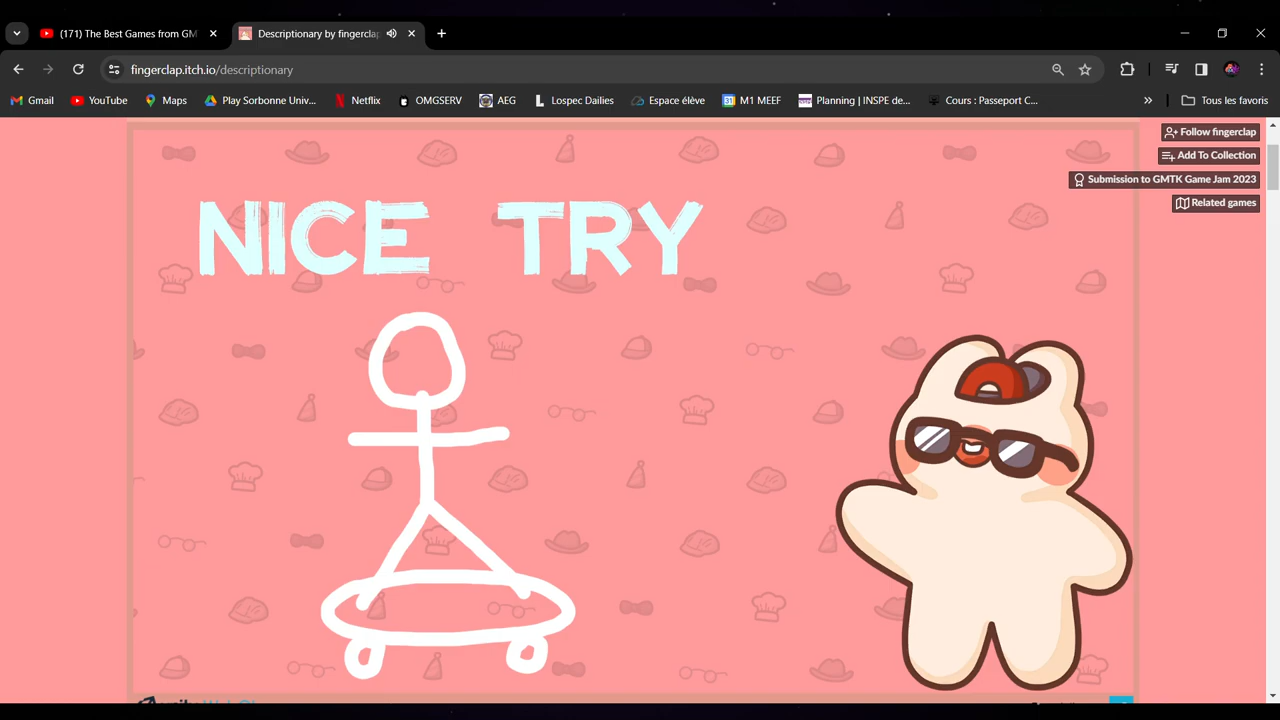 (171) The Best Games from GM
Descriptionary by fingercla
fingerclap.itch.io/descriptionary
Gmail
YouTube
Maps
Play Sorbonne Univ...
Netflix
OMGSERV
AEG
Lospec Dailies
Espace élève
M1 MEEF
Planning | INSPE de...
Cours : Passeport C...
Tous les favoris
Follow fingerclap
Add To Collection
Submission to GMTK Game Jam 2023
Related games
NICE TRY